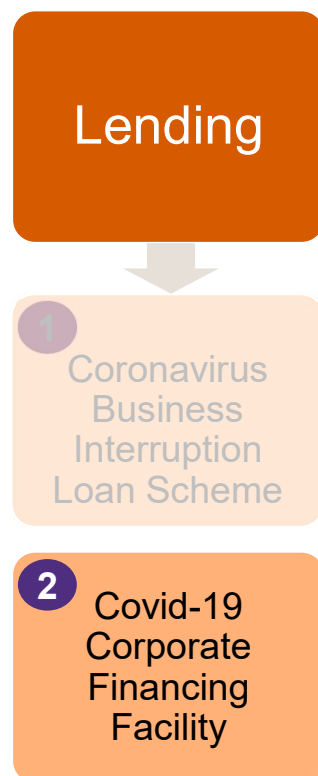 Lending
1
Coronavirus
Business
Interruption
Loan Scheme
2
Covid-19
Corporate
Financing
Facility